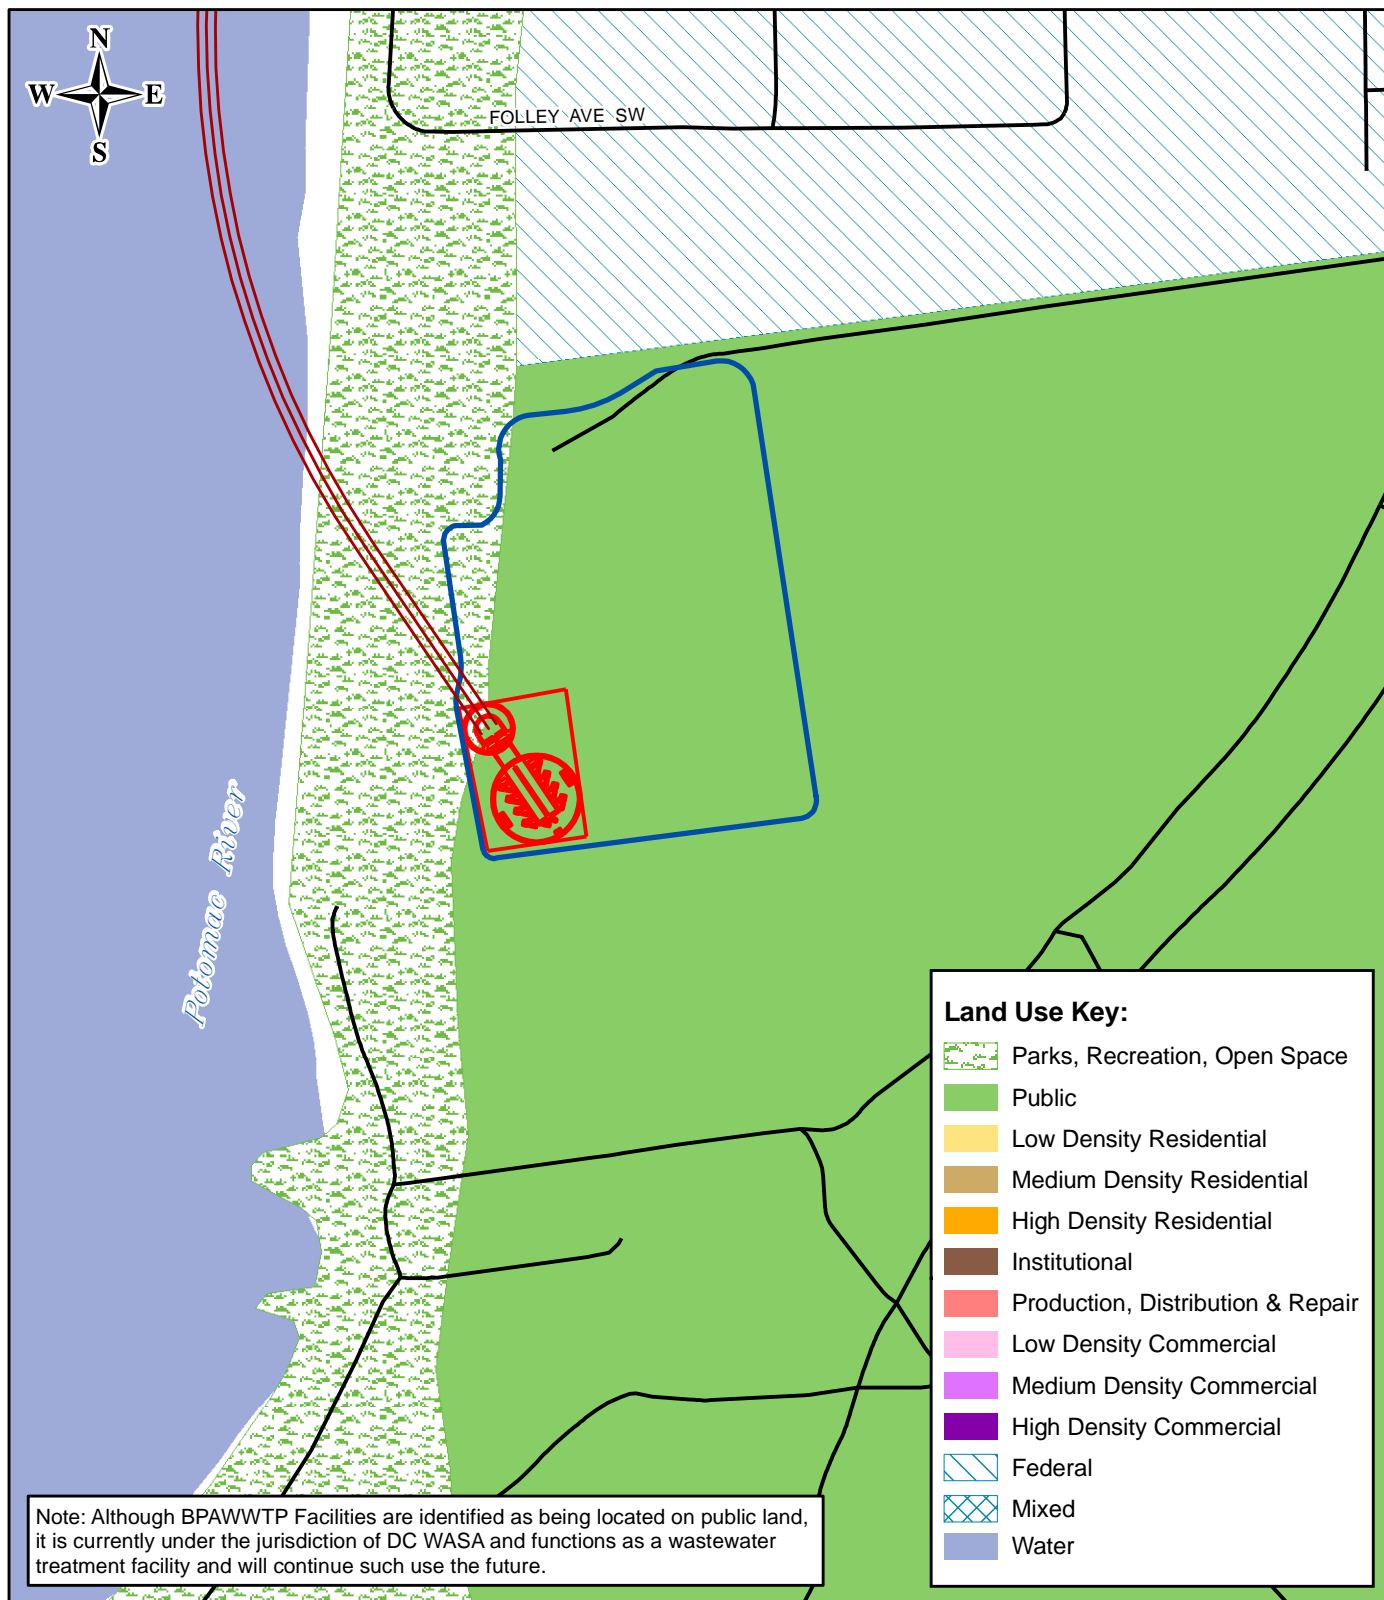 N
W E
S
FOLLEY AVE SW
Potomac River
Land Use Key:
Parks, Recreation, Open Space
Public
Low Density Residential
Medium Density Residential
High Density Residential
Institutional
Production, Distribution & Repair
Low Density Commercial
Medium Density Commercial
High Density Commercial
Federal
Mixed
Water
Note: Although BPAWWTP Facilities are identified as being located on public land,
it is currently under the jurisdiction of DC WASA and functions as a wastewater
treatment facility and will continue such use the future.